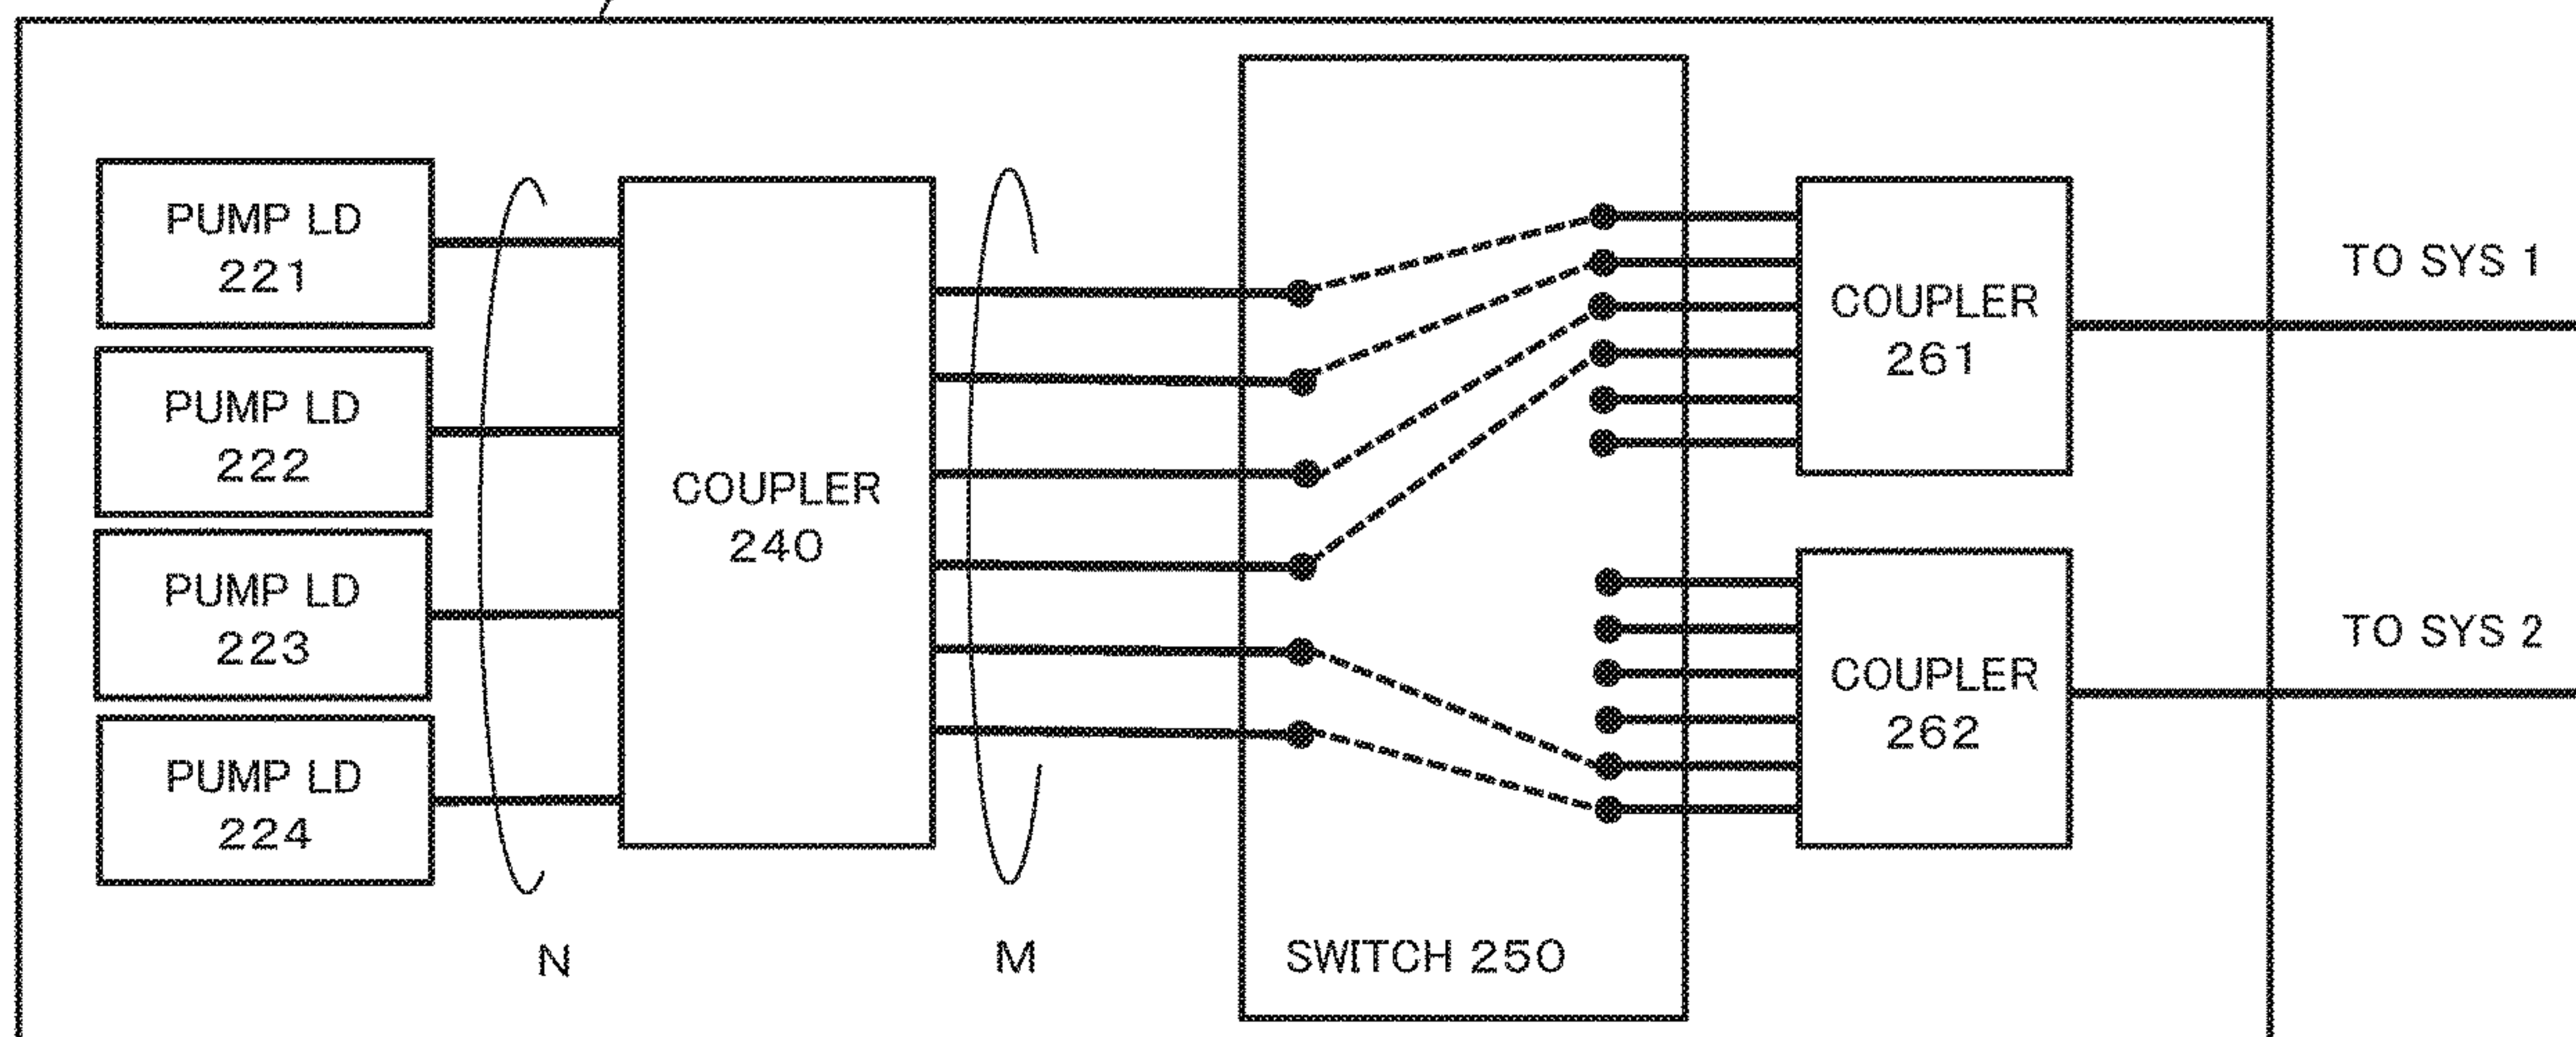 PUMP LD
221
PUMP LD
222
PUMP LD
223
PUMP LD
224
N
COUPLER
240
M
SWITCH 250
COUPLER
261
COUPLER
262
TO SYS 1
TO SYS 2